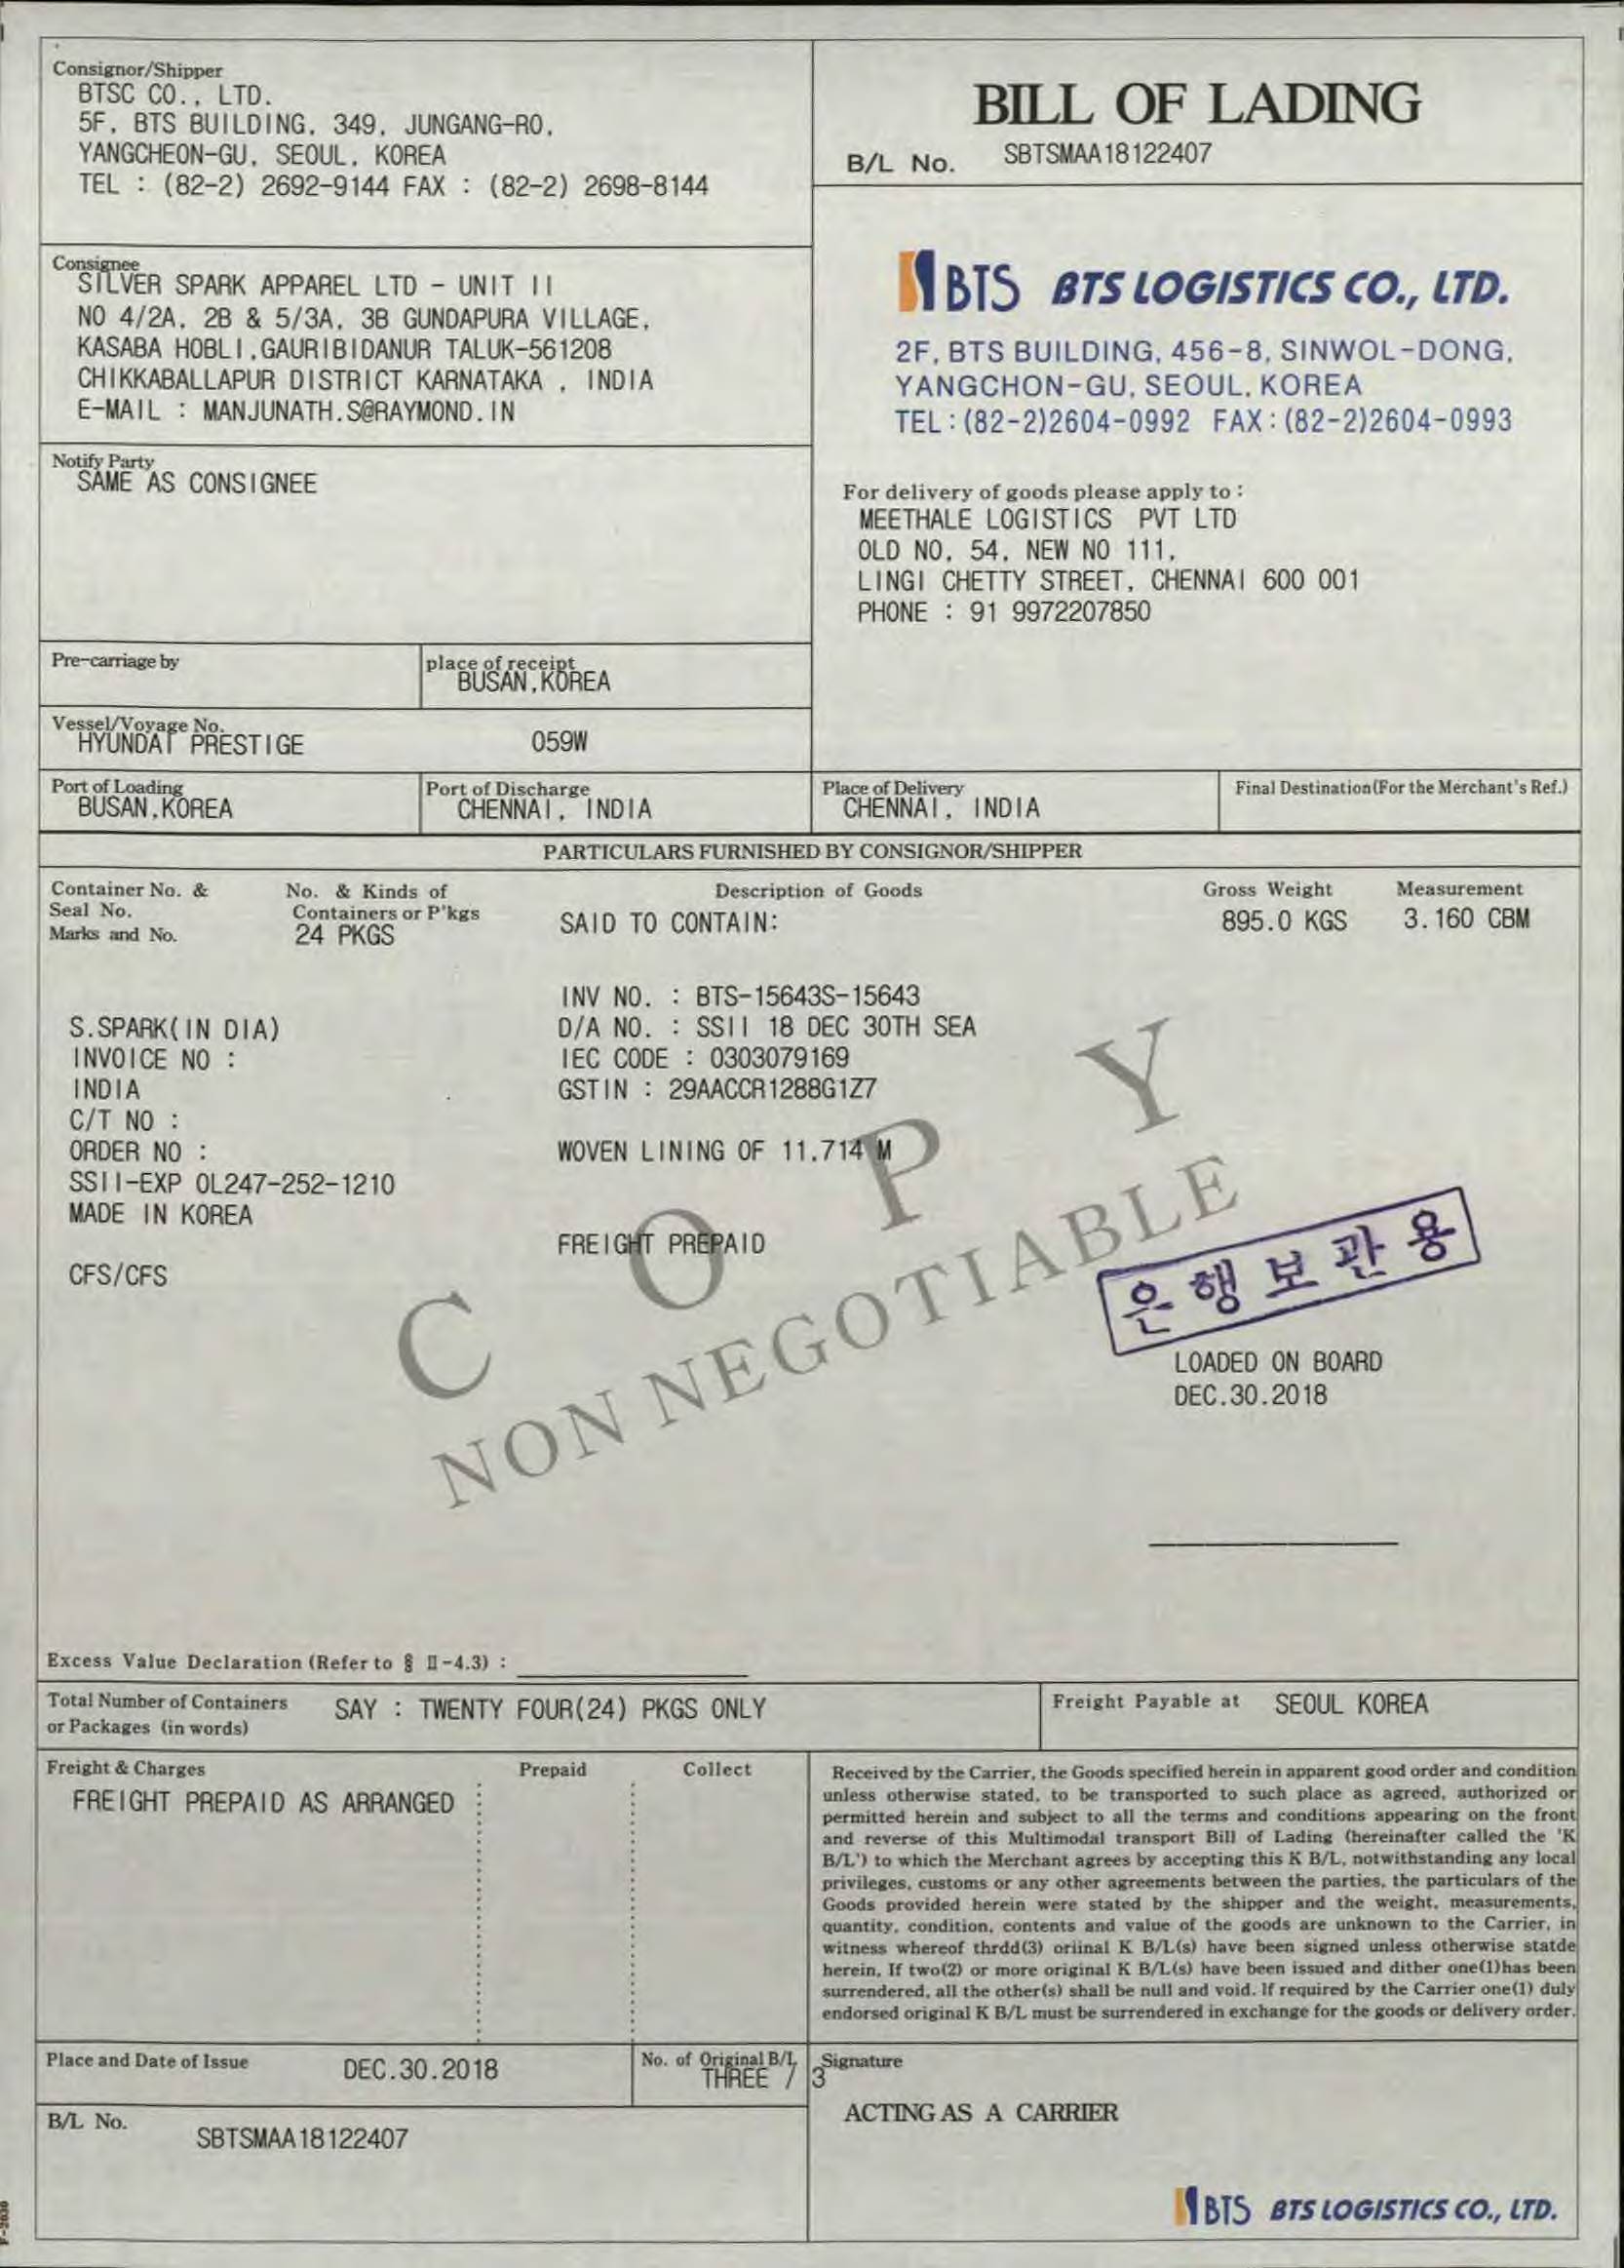 Consignor/Shipper
BTSC CO., LTD.
5F, BTS BUILDING, 349, JUNGANG-RO,
YANGCHEON-GU, SEOUL, KOREA
TEL : (82-2) 2692-9144 FAX : (82-2) 2698-8144
BILL OF LADING
B/L No. SBTSMAA18122407
Consignee
SILVER SPARK APPAREL LTD - UNIT II
NO 4/2A, 2B & 5/3A, 3B GUNDAPURA VILLAGE,
KASABA HOBLI,GAURIBIDANUR TALUK-561208
CHIKKABALLAPUR DISTRICT KARNATAKA , INDIA
E-MAIL : MANJUNATH.S@RAYMOND.IN
BTS BTS LOGISTICS CO., LTD.
2F, BTS BUILDING, 456-8, SINWOL-DONG,
YANGCHON-GU, SEOUL, KOREA
TEL:(82-2)2604-0992 FAX:(82-2)2604-0993
Notify Party
SAME AS CONSIGNEE
For delivery of goods please apply to :
MEETHALE LOGISTICS PVT LTD
OLD NO. 54, NEW NO 111,
LINGI CHETTY STREET, CHENNAI 600 001
PHONE : 91 9972207850
Pre-carriage by
place of receipt
BUSAN,KOREA
Vessel/Voyage No.
HYUNDAI PRESTIGE 059W
Port of Loading
BUSAN,KOREA
Port of Discharge
CHENNAI, INDIA
Place of Delivery
CHENNAI, INDIA
Final Destination(For the Merchant's Ref.)
PARTICULARS FURNISHED BY CONSIGNOR/SHIPPER
Container No. &
Seal No.
Marks and No.
No. & Kinds of
Containers or P'kgs
24 PKGS
Description of Goods
SAID TO CONTAIN:
Gross Weight
895.0 KGS
Measurement
3.160 CBM
INV NO. : BTS-15643S-15643
D/A NO. : SSII 18 DEC 30TH SEA
IEC CODE : 0303079169
GSTIN : 29AACCR1288G1Z7
S.SPARK(IN DIA)
INVOICE NO :
INDIA
C/T NO :
ORDER NO :
SSII-EXP OL247-252-1210
MADE IN KOREA
WOVEN LINING OF 11,714 M
FREIGHT PREPAID
CFS/CFS
COPY
NON NEGOTIABLE
은행보관용
LOADED ON BOARD
DEC.30.2018
Excess Value Declaration (Refer to § Ⅱ-4.3) :
Total Number of Containers
or Packages (in words)
SAY : TWENTY FOUR(24) PKGS ONLY
Freight Payable at SEOUL KOREA
Freight & Charges Prepaid Collect
FREIGHT PREPAID AS ARRANGED
Received by the Carrier, the Goods specified herein in apparent good order and condition
unless otherwise stated, to be transported to such place as agreed, authorized or
permitted herein and subject to all the terms and conditions appearing on the front
and reverse of this Multimodal transport Bill of Lading (hereinafter called the 'K
B/L') to which the Merchant agrees by accepting this K B/L, notwithstanding any local
privileges, customs or any other agreements between the parties, the particulars of the
Goods provided herein were stated by the shipper and the weight, measurements,
quantity, condition, contents and value of the goods are unknown to the Carrier, in
witness whereof thrdd(3) oriinal K B/L(s) have been signed unless otherwise statde
herein, If two(2) or more original K B/L(s) have been issued and dither one(1)has been
surrendered, all the other(s) shall be null and void. If required by the Carrier one(1) duly
endorsed original K B/L must be surrendered in exchange for the goods or delivery order.
Place and Date of Issue DEC.30.2018
No. of Original B/L
THREE / 3
Signature
ACTING AS A CARRIER
B/L No.
SBTSMAA18122407
BTS BTS LOGISTICS CO., LTD.
F-2030